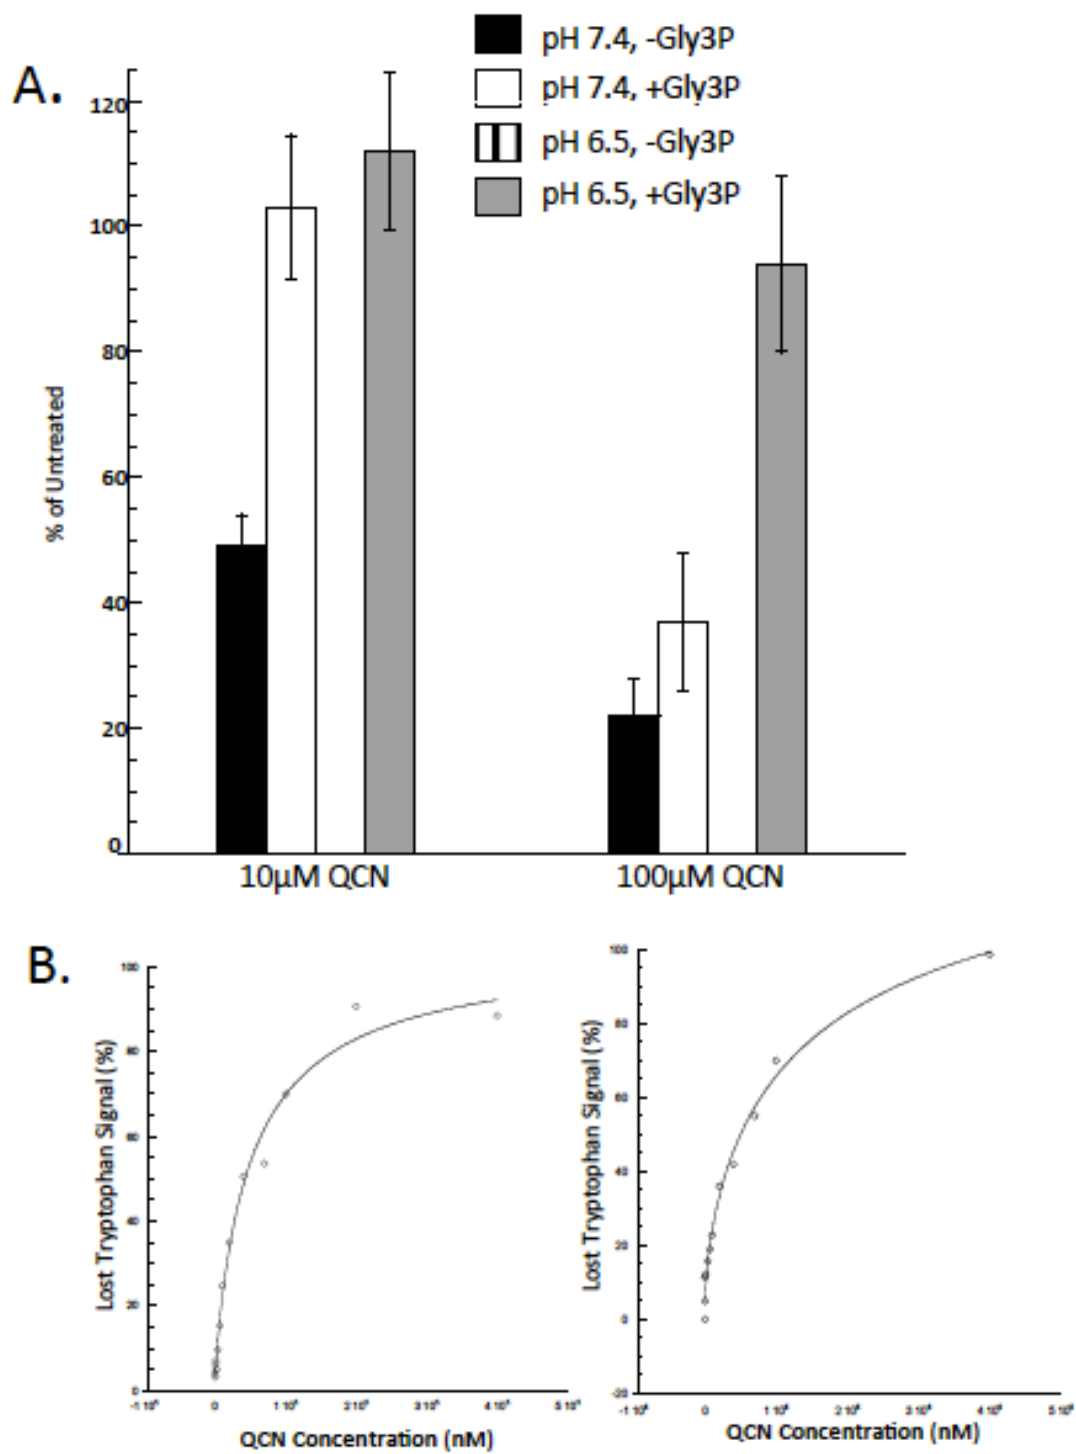 A.
pH 7.4, -Gly3P
pH 7.4, +Gly3P
pH 6.5, -Gly3P
pH 6.5, +Gly3P
120
100
80
60
40
20
0
% of Untreated
10µM QCN
100µM QCN
B.
100
80
60
40
20
0
Lost Tryptophan Signal (%)
0
QCN Concentration (nM)
100
80
60
40
20
0
-20
Lost Tryptophan Signal (%)
0
QCN Concentration (nM)